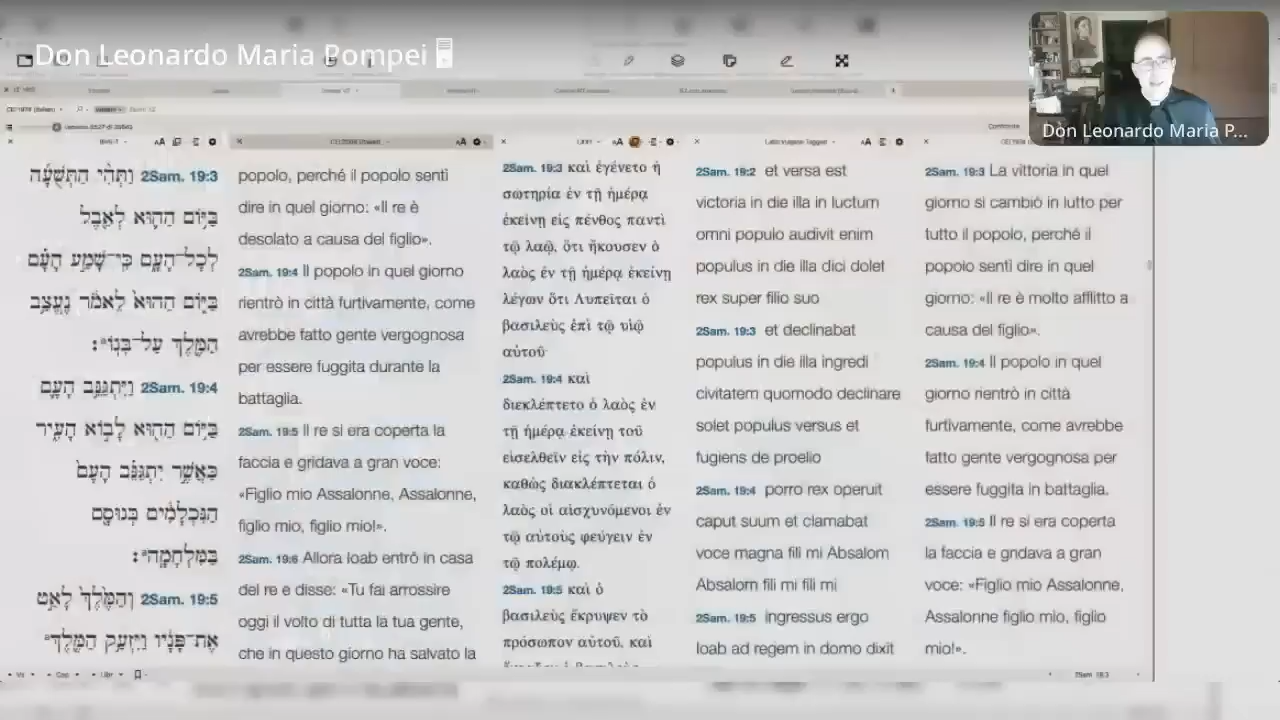 Don Leonardo Maria Pompei
Don Leonardo Maria P...
2Sam. 19:3 וַתְּהִ֨י הַתְּשֻׁעָ֜ה
בַּיּ֥וֹם הַה֛וּא לְאֵ֖בֶל
לְכָל־הָעָ֑ם כִּֽי־שָׁמַ֣ע הָעָ֗ם
בַּיּ֤וֹם הַהוּא֙ לֵאמֹ֔ר נֶעֱצַ֥ב
הַמֶּ֖לֶךְ עַל־בְּנֽוֹ׃
2Sam. 19:4 וַיִּתְגַּנֵּ֥ב הָעָ֛ם
בַּיּ֥וֹם הַה֖וּא לָב֣וֹא הָעִ֑יר
כַּאֲשֶׁ֣ר יִתְגַּנֵּ֗ב הָעָם֙
הַנִּכְלָמִ֔ים בְּנוּסָ֖ם
בַּמִּלְחָמָֽה׃
2Sam. 19:5 וְהַמֶּ֙לֶךְ֙ לָאַ֣ט
אֶת־פָּנָ֔יו וַיִּזְעַ֥ק הַמֶּ֖לֶךְ
popolo, perché il popolo sentì
dire in quel giorno: «Il re è
desolato a causa del figlio».
2Sam. 19:4 Il popolo in quel giorno
rientrò in città furtivamente, come
avrebbe fatto gente vergognosa
per essere fuggita durante la
battaglia.
2Sam. 19:5 Il re si era coperta la
faccia e gridava a gran voce:
«Figlio mio Assalonne, Assalonne,
figlio mio, figlio mio!».
2Sam. 19:6 Allora Ioab entrò in casa
del re e disse: «Tu fai arrossire
oggi il volto di tutta la tua gente,
che in questo giorno ha salvato la
2Sam. 19:3 καὶ ἐγένετο ἡ
σωτηρία ἐν τῇ ἡμέρᾳ
ἐκείνῃ εἰς πένθος παντὶ
τῷ λαῷ, ὅτι ἤκουσεν ὁ
λαὸς ἐν τῇ ἡμέρᾳ ἐκείνῃ
λέγων ὅτι Λυπεῖται ὁ
βασιλεὺς ἐπὶ τῷ υἱῷ
αὐτοῦ·
2Sam. 19:4 καὶ
διεκλέπτετο ὁ λαὸς ἐν
τῇ ἡμέρᾳ ἐκείνῃ τοῦ
εἰσελθεῖν εἰς τὴν πόλιν,
καθὼς διακλέπτεται ὁ
λαὸς οἱ αἰσχυνόμενοι ἐν
τῷ αὐτοὺς φεύγειν ἐν
τῷ πολέμῳ.
2Sam. 19:5 καὶ ὁ
βασιλεὺς ἔκρυψεν τὸ
πρόσωπον αὐτοῦ, καὶ
2Sam. 19:2 et versa est
victoria in die illa in luctum
omni populo audivit enim
populus in die illa dici dolet
rex super filio suo
2Sam. 19:3 et declinabat
populus in die illa ingredi
civitatem quomodo declinare
solet populus versus et
fugiens de proelio
2Sam. 19:4 porro rex operuit
caput suum et clamabat
voce magna fili mi Absalom
Absalom fili mi fili mi
2Sam. 19:5 ingressus ergo
Ioab ad regem in domo dixit
2Sam. 19:3 La vittoria in quel
giorno si cambiò in lutto per
tutto il popolo, perché il
popolo sentì dire in quel
giorno: «Il re è molto afflitto a
causa del figlio».
2Sam. 19:4 Il popolo in quel
giorno rientrò in città
furtivamente, come avrebbe
fatto gente vergognosa per
essere fuggita in battaglia.
2Sam. 19:5 Il re si era coperta
la faccia e gridava a gran
voce: «Figlio mio Assalonne,
Assalonne figlio mio, figlio
mio!».
2Sam. 19:3